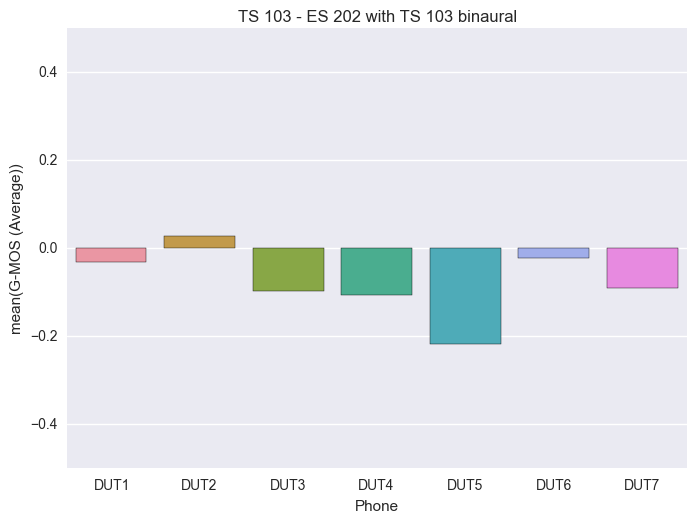 TS 103 - ES 202 with TS 103 binaural
mean(G-MOS (Average))
0.4
0.2
0.0
−0.2
−0.4
DUT1 DUT2 DUT3 DUT4 DUT5 DUT6 DUT7
Phone